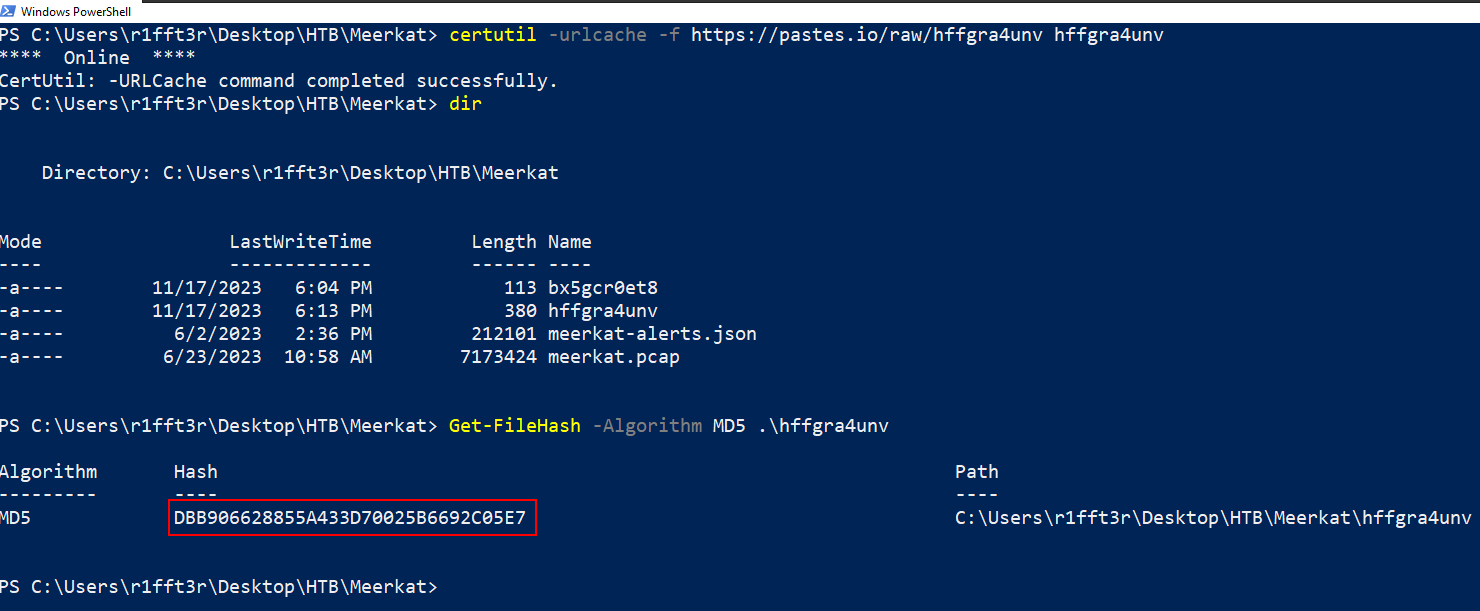 Windows PowerShell
PS C:\Users\r1fft3r\Desktop\HTB\Meerkat> certutil -urlcache -f https://pastes.io/raw/hffgra4unv hffgra4unv
****  Online  ****
CertUtil: -URLCache command completed successfully.
PS C:\Users\r1fft3r\Desktop\HTB\Meerkat> dir
    Directory: C:\Users\r1fft3r\Desktop\HTB\Meerkat
Mode                 LastWriteTime         Length Name
----                 -------------         ------ ----
-a----        11/17/2023   6:04 PM            113 bx5gcr0et8
-a----        11/17/2023   6:13 PM            380 hffgra4unv
-a----          6/2/2023   2:36 PM         212101 meerkat-alerts.json
-a----         6/23/2023  10:58 AM        7173424 meerkat.pcap
PS C:\Users\r1fft3r\Desktop\HTB\Meerkat> Get-FileHash -Algorithm MD5 .\hffgra4unv
Algorithm       Hash                                                                   Path
---------       ----                                                                   ----
MD5             DBB906628855A433D70025B6692C05E7                                       C:\Users\r1fft3r\Desktop\HTB\Meerkat\hffgra4unv
PS C:\Users\r1fft3r\Desktop\HTB\Meerkat>